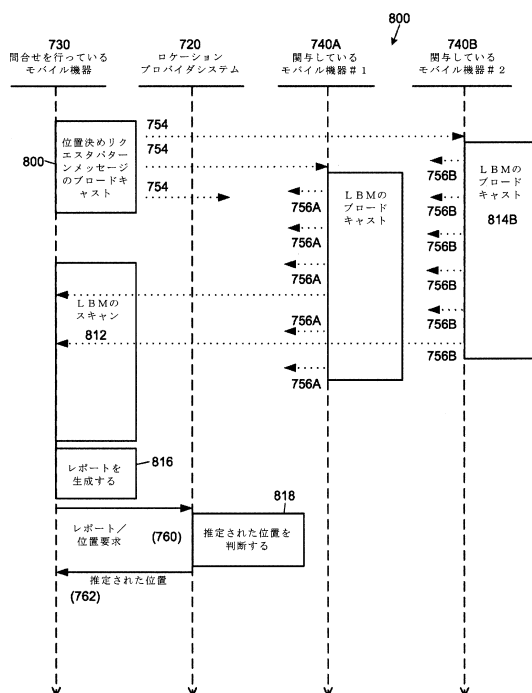 800
730
問合せを行っている
モバイル機器
720
ロケーション
プロバイダシステム
740A
関与している
モバイル機器＃１
740B
関与している
モバイル機器＃２
800
位置決めリク
エスタパター
ンメッセージ
のブロードキ
ャスト
754
754
754
LBMの
ブロード
キャスト
756A
756A
756A
756A
LBMの
ブロード
キャスト
814B
756B
756B
756B
756B
756B
756B
LBMの
スキャン
812
レポートを
生成する
816
レポート／
位置要求
(760)
推定された位置を
判断する
818
推定された位置
(762)